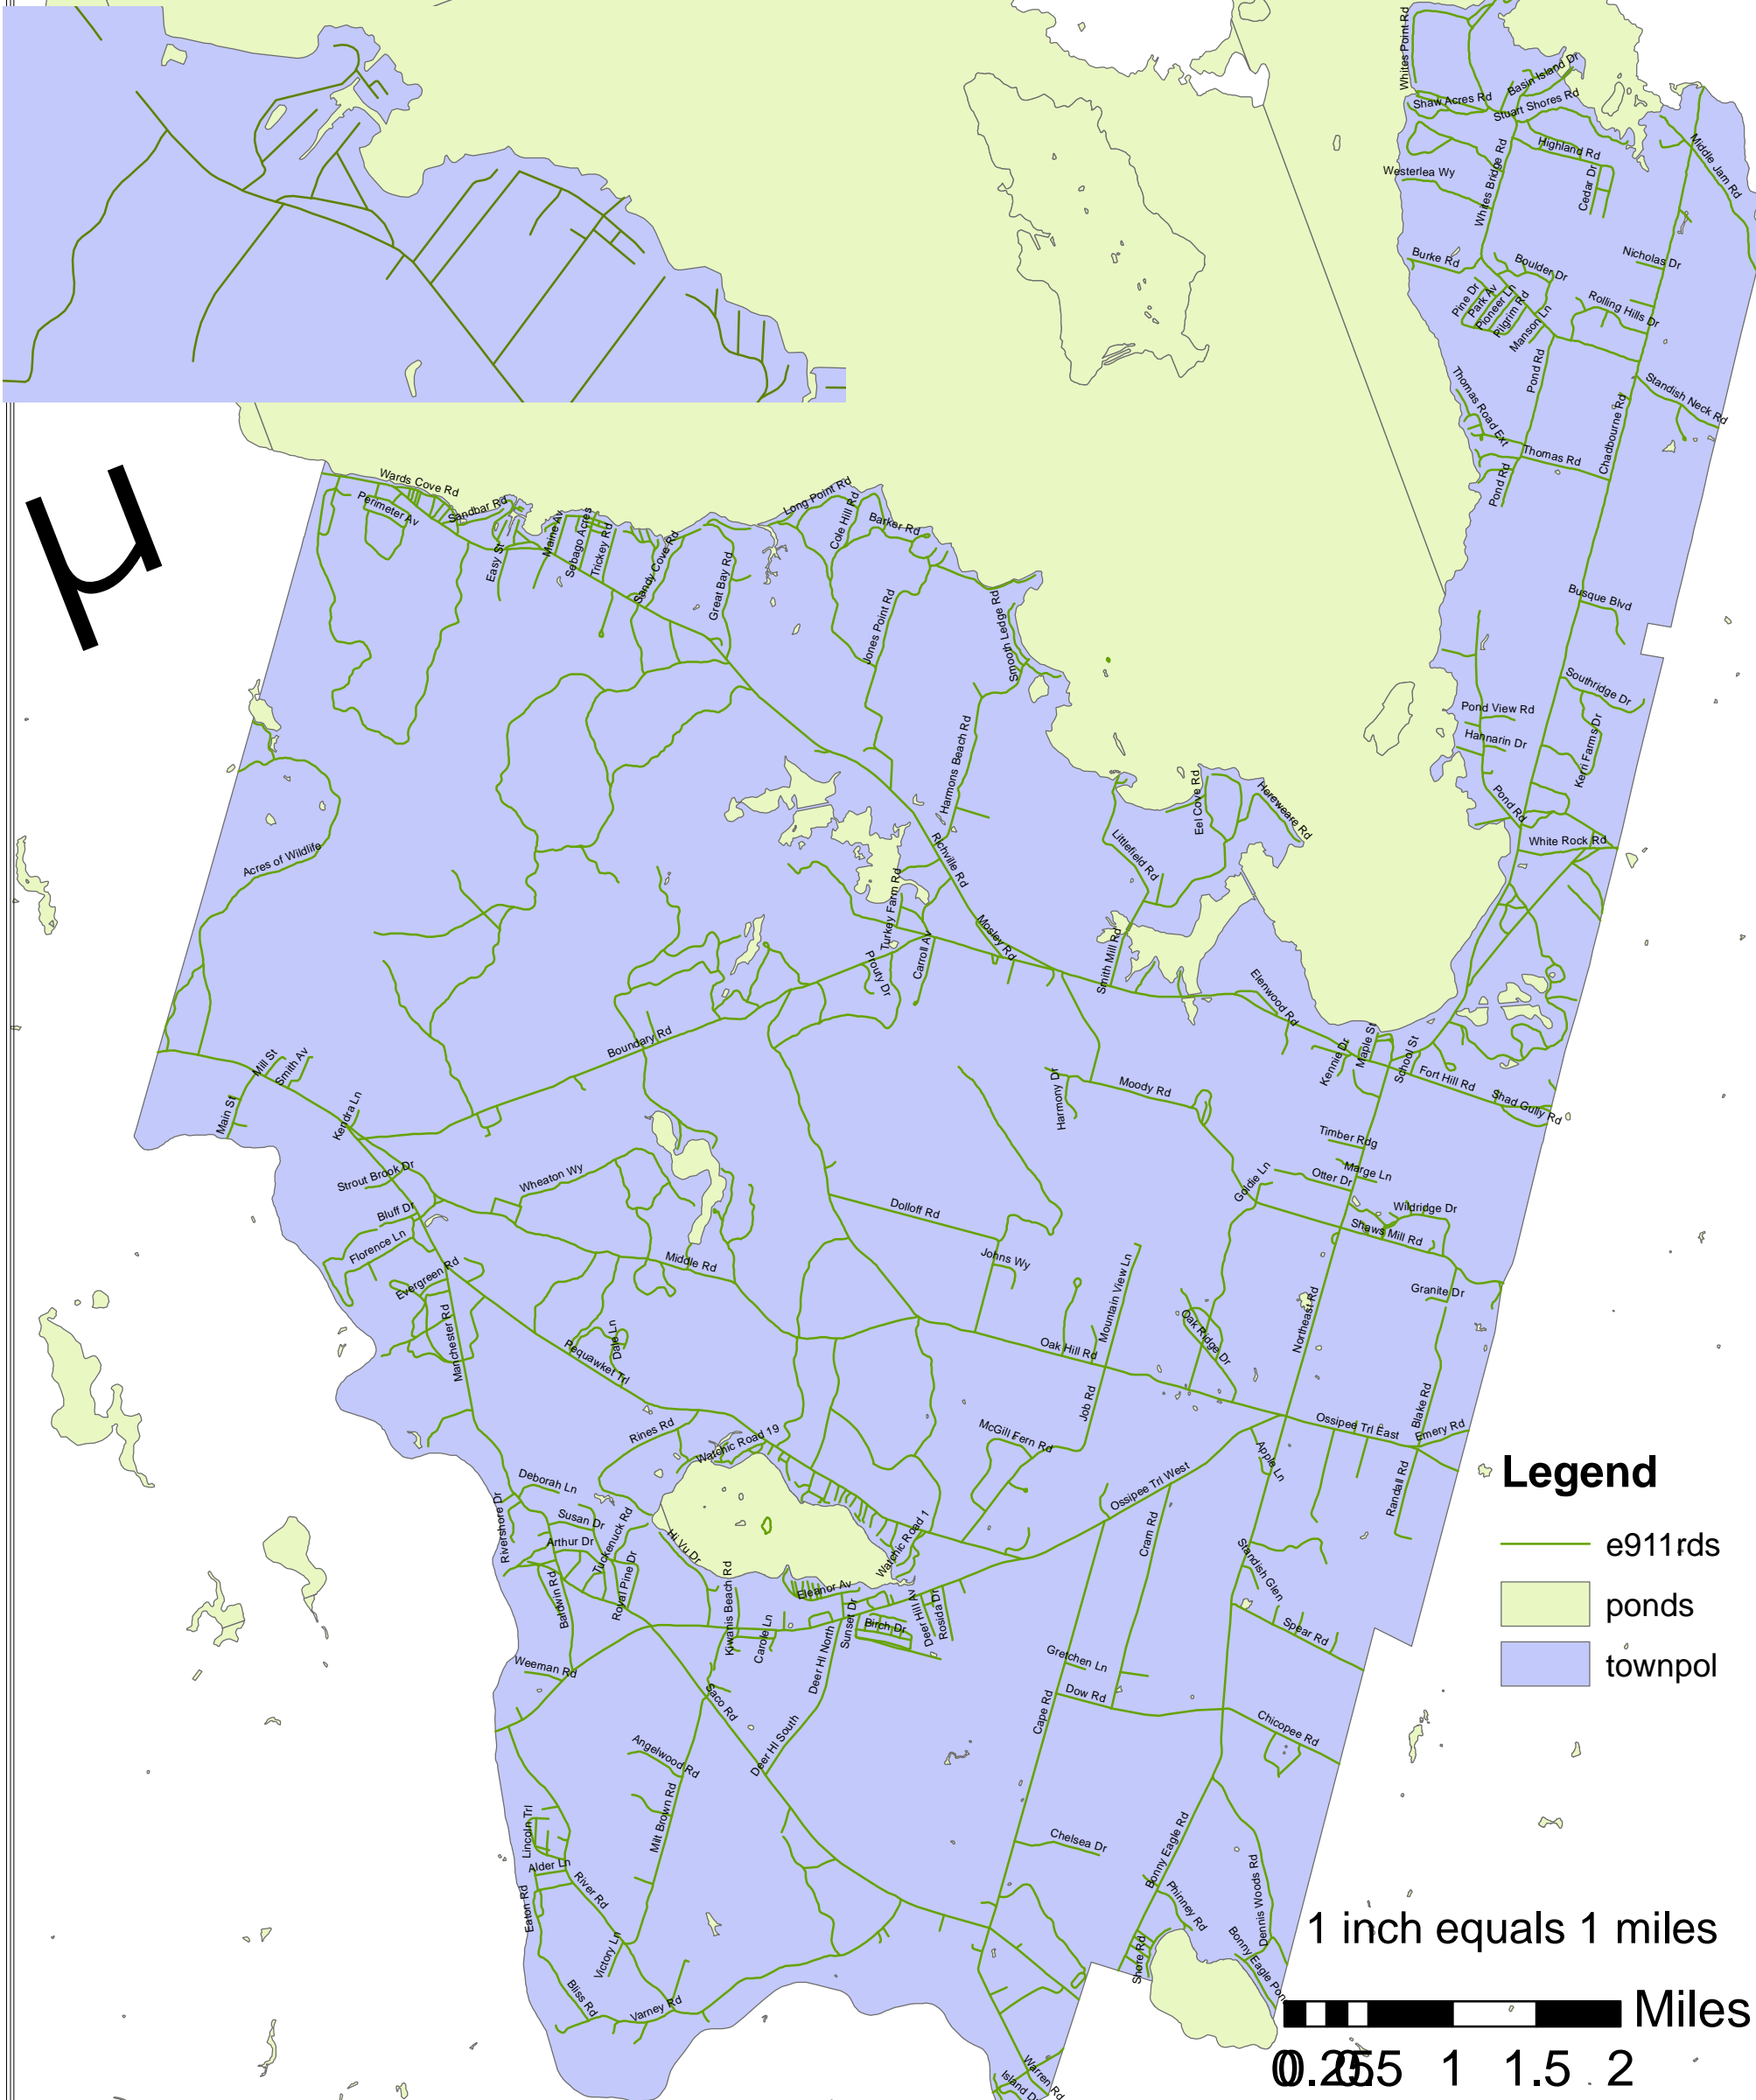 Whites Point Rd
Basin Island Dr
Shaw Acres Rd
Stuart Shores Rd
Middle Jam Rd
Highland Rd
Whites Bridge Rd
Westerlea Wy
Cedar Dr
Burke Rd
Boulder Dr
Nicholas Dr
Pine Dr
Park Av
Pioneer Ln
Pilgrim Rd
Manson Ln
Rolling Hills Dr
Pond Rd
Standish Neck Rd
Thomas Road Ext
Chadbourne Rd
Thomas Rd
Pond Rd
µ
Wards Cove Rd
Perimeter Av
Sandbar Rd
Long Point Rd
Cole Hill Rd
Barker Rd
Easy St
Maine Av
Sebago Acres
Trickey Rd
Sandy Cove Rd
Great Bay Rd
Jones Point Rd
Smooth Ledge Rd
Busque Blvd
Southridge Dr
Pond View Rd
Hannarin Dr
Kerri Farms Dr
Harmons Beach Rd
Eel Cove Rd
Hereweare Rd
Pond Rd
White Rock Rd
Littlefield Rd
Richville Rd
Acres of Wildlife
Turkey Farm Rd
Mosley Rd
Carroll Av
Prouty Dr
Smith Mill Rd
Elenwood Rd
Boundary Rd
Mill St
Smith Av
Main St
Kendra Ln
Kennie Dr
Maple St
School St
Fort Hill Rd
Shad Gully Rd
Harmony Dr
Moody Rd
Timber Rdg
Marge Ln
Otter Dr
Goldie Ln
Strout Brook Dr
Wheaton Wy
Bluff Dr
Florence Ln
Dolloff Rd
Wildridge Dr
Shaws Mill Rd
Evergreen Rd
Middle Rd
Johns Wy
Mountain View Ln
Granite Dr
Manchester Rd
Dale Ln
Pequawket Trl
Oak Hill Rd
Oak Ridge Dr
Northeast Rd
Job Rd
Blake Rd
Rines Rd
Watchic Road 19
McGill Fern Rd
Ossipee Trl East
Emery Rd
Apple Ln
Randall Rd
Legend
Deborah Ln
Rivershore Dr
Susan Dr
Arthur Dr
Tuckenuck Rd
Hi Vu Dr
Watchic Road 1
Ossipee Trl West
Cram Rd
e911rds
Baldwin Rd
Royal Pine Dr
Kiwanis Beach Rd
Eleanor Av
Standish Glen
ponds
Carole Ln
Deer Hl North
Sunset Dr
Birch Dr
Deer Hill Av
Rosida Dr
Spear Rd
townpol
Weeman Rd
Saco Rd
Gretchen Ln
Dow Rd
Cape Rd
Chicopee Rd
Deer Hl South
Angelwood Rd
Milt Brown Rd
Lincoln Trl
Alder Ln
Chelsea Dr
Bonny Eagle Rd
Eaton Rd
River Rd
Phinney Rd
Dennis Woods Rd
Victory Ln
Shore Rd
Bonny Eagle Pon
1 inch equals 1 miles
Bliss Rd
Varney Rd
Miles
Warren Rd
Island D
1 1.5 2